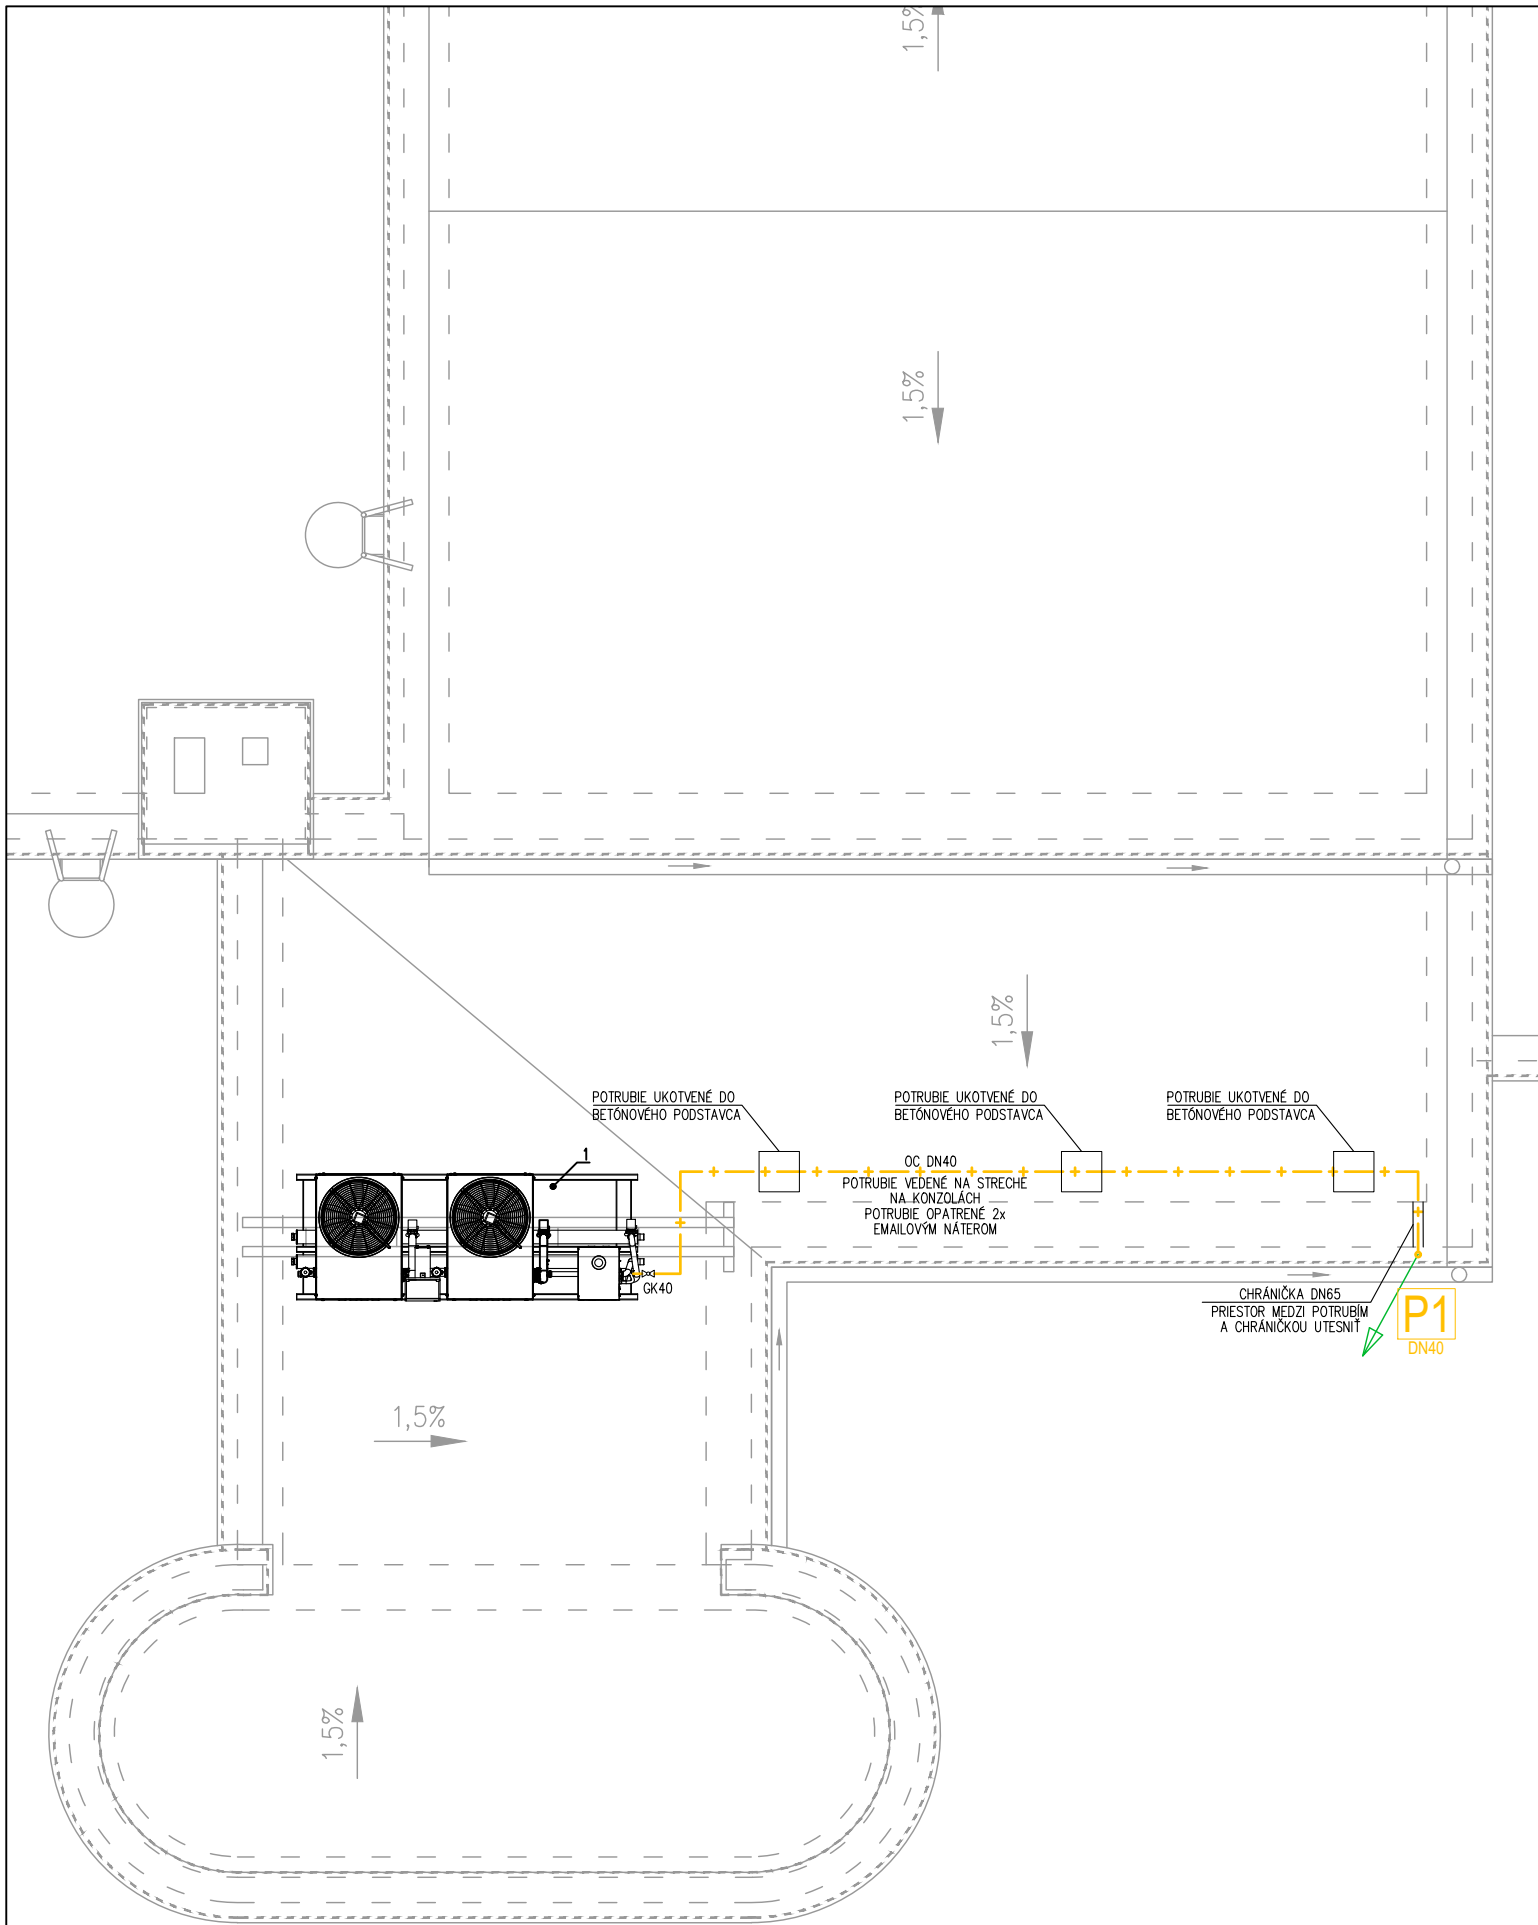 1,5%
1,5%
1,5%
POTRUBIE UKOTVENÉ DO
BETÓNOVÉHO PODSTAVCA
POTRUBIE UKOTVENÉ DO
BETÓNOVÉHO PODSTAVCA
POTRUBIE UKOTVENÉ DO
BETÓNOVÉHO PODSTAVCA
1
OC DN40
POTRUBIE VEDENÉ NA STRECHE
NA KONZOLÁCH
POTRUBIE OPATRENÉ 2x
EMAILOVÝM NÁTEROM
GK40
CHRÁNIČKA DN65
PRIESTOR MEDZI POTRUBÍM
A CHRÁNIČKOU UTESNIŤ
P1
DN40
1,5%
1,5%